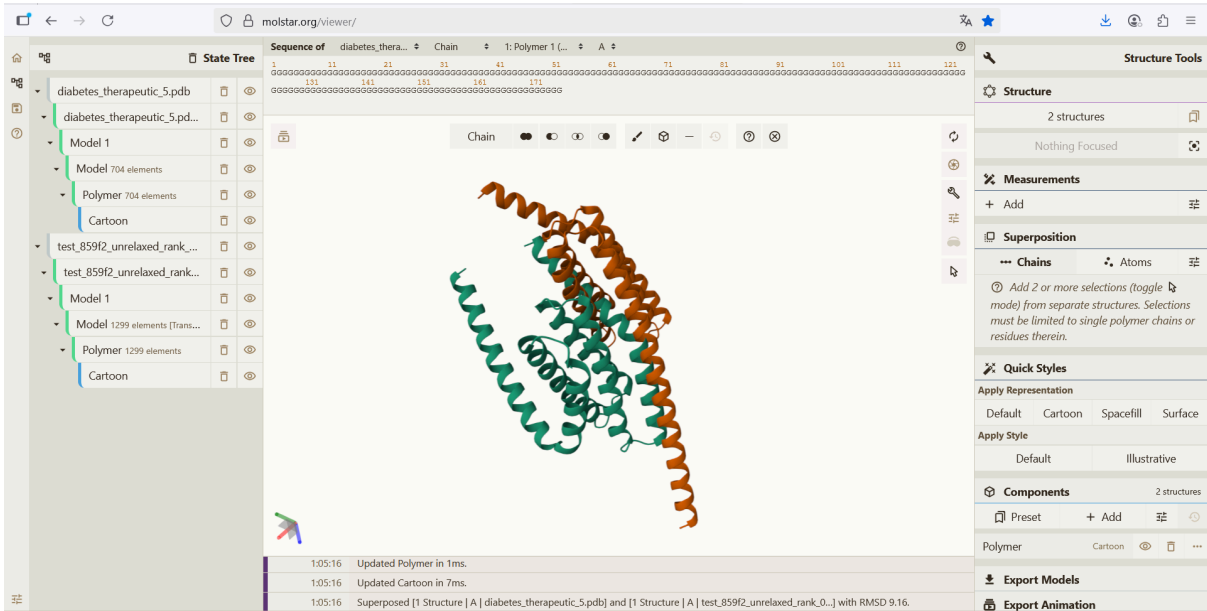 molstar.org/viewer/
State Tree
diabetes_therapeutic_5.pdb
diabetes_therapeutic_5.pd...
Model 1
Model 704 elements
Polymer 704 elements
Cartoon
test_859f2_unrelaxed_rank_...
test_859f2_unrelaxed_rank...
Model 1
Model 1299 elements [Trans...
Polymer 1299 elements
Cartoon
Sequence of diabetes_thera... Chain 1: Polymer 1 (... A
1 11 21 31 41 51 61 71 81 91 101 111 121
131 141 151 161 171
Chain
Structure Tools
Structure
2 structures
Nothing Focused
Measurements
+ Add
Superposition
Chains Atoms
Add 2 or more selections (toggle
mode) from separate structures. Selections
must be limited to single polymer chains or
residues therein.
Quick Styles
Apply Representation
Default Cartoon Spacefill Surface
Apply Style
Default Illustrative
Components 2 structures
Preset + Add
Polymer Cartoon
Export Models
Export Animation
1:05:16 Updated Polymer in 1ms.
1:05:16 Updated Cartoon in 7ms.
1:05:16 Superposed [1 Structure | A | diabetes_therapeutic_5.pdb] and [1 Structure | A | test_859f2_unrelaxed_rank_0...] with RMSD 9.16.